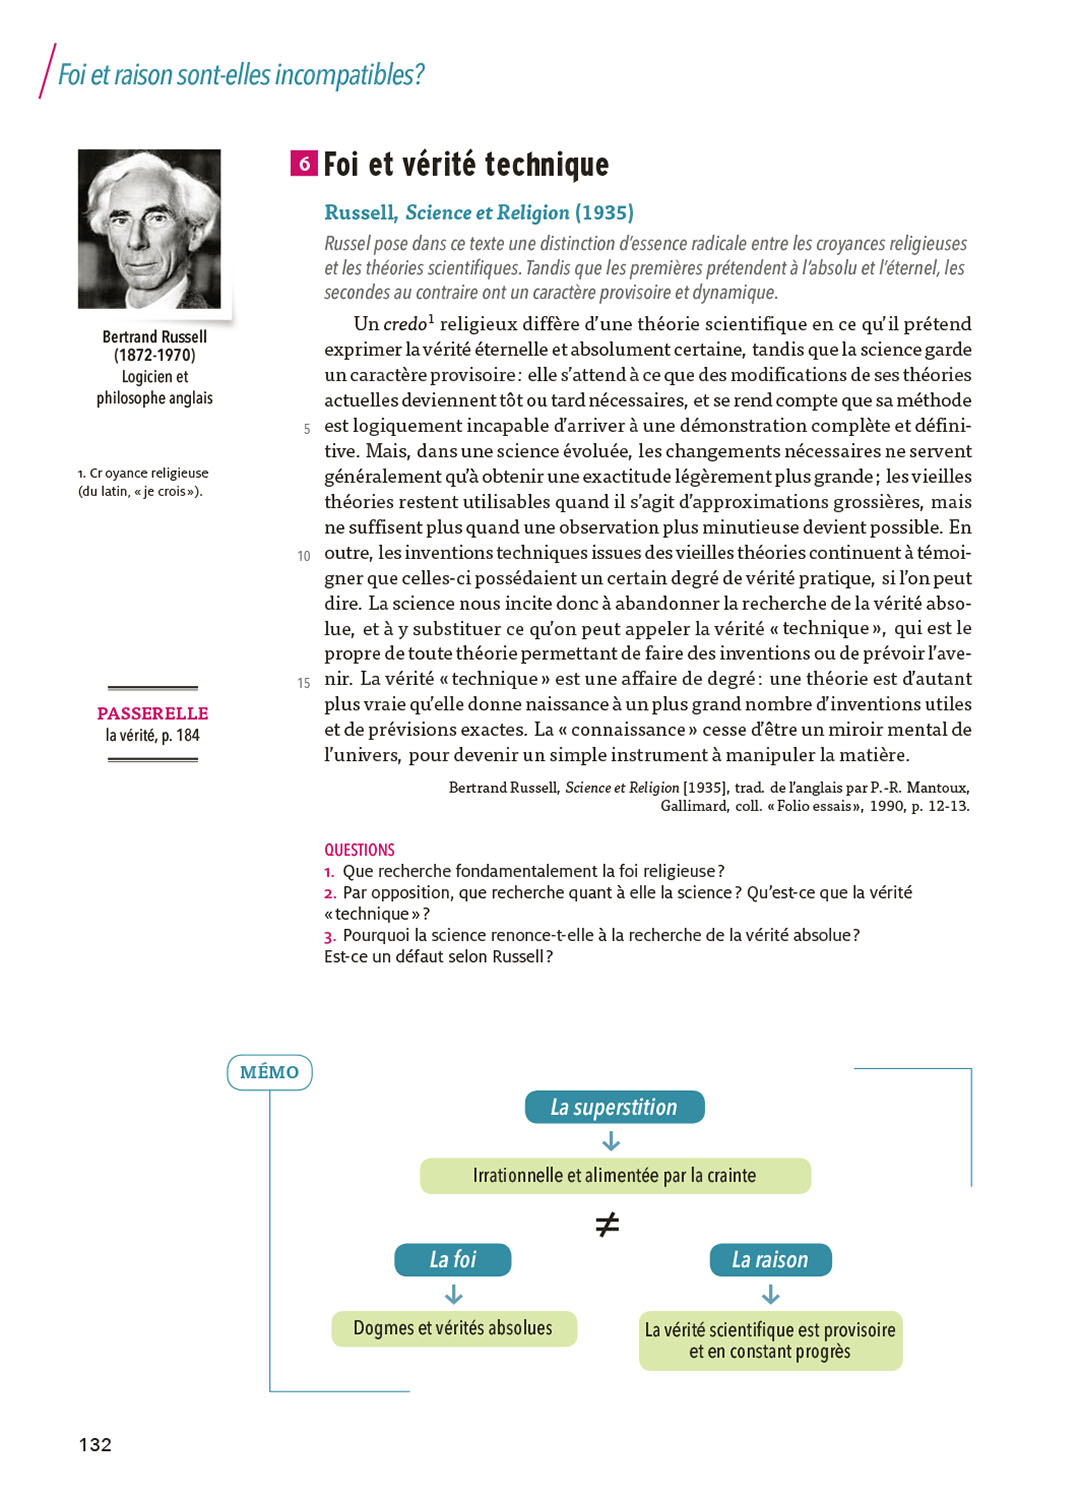 Foi et raison sont-elles incompatibles?
6 Foi et vérité technique
Russell, Science et Religion (1935)
Russel pose dans ce texte une distinction d'essence radicale entre les croyances religieuses
et les théories scientifiques. Tandis que les premières prétendent à l'absolu et l'éternel, les
secondes au contraire ont un caractère provisoire et dynamique.
Bertrand Russell
(1872-1970)
Logicien et
philosophe anglais
1. Cr oyance religieuse
(du latin, « je crois »).
PASSERELLE
la vérité, p. 184
Un credo1 religieux diffère d'une théorie scientifique en ce qu'il prétend
exprimer la vérité éternelle et absolument certaine, tandis que la science garde
un caractère provisoire : elle s'attend à ce que des modifications de ses théories
actuelles deviennent tôt ou tard nécessaires, et se rend compte que sa méthode
5 est logiquement incapable d'arriver à une démonstration complète et défini-
tive. Mais, dans une science évoluée, les changements nécessaires ne servent
généralement qu'à obtenir une exactitude légèrement plus grande ; les vieilles
théories restent utilisables quand il s'agit d'approximations grossières, mais
ne suffisent plus quand une observation plus minutieuse devient possible. En
10 outre, les inventions techniques issues des vieilles théories continuent à témoi-
gner que celles-ci possédaient un certain degré de vérité pratique, si l'on peut
dire. La science nous incite donc à abandonner la recherche de la vérité abso-
lue, et à y substituer ce qu'on peut appeler la vérité « technique », qui est le
propre de toute théorie permettant de faire des inventions ou de prévoir l'ave-
15 nir. La vérité « technique » est une affaire de degré : une théorie est d'autant
plus vraie qu'elle donne naissance à un plus grand nombre d'inventions utiles
et de prévisions exactes. La « connaissance » cesse d'être un miroir mental de
l'univers, pour devenir un simple instrument à manipuler la matière.
Bertrand Russell, Science et Religion [1935], trad. de l'anglais par P.-R. Mantoux,
Gallimard, coll. « Folio essais », 1990, p. 12-13.
QUESTIONS
1. Que recherche fondamentalement la foi religieuse ?
2. Par opposition, que recherche quant à elle la science ? Qu'est-ce que la vérité
« technique » ?
3. Pourquoi la science renonce-t-elle à la recherche de la vérité absolue ?
Est-ce un défaut selon Russell ?
MÉMO
La superstition
↓
Irrationnelle et alimentée par la crainte
≠
La foi
↓
Dogmes et vérités absolues
La raison
↓
La vérité scientifique est provisoire
et en constant progrès
132